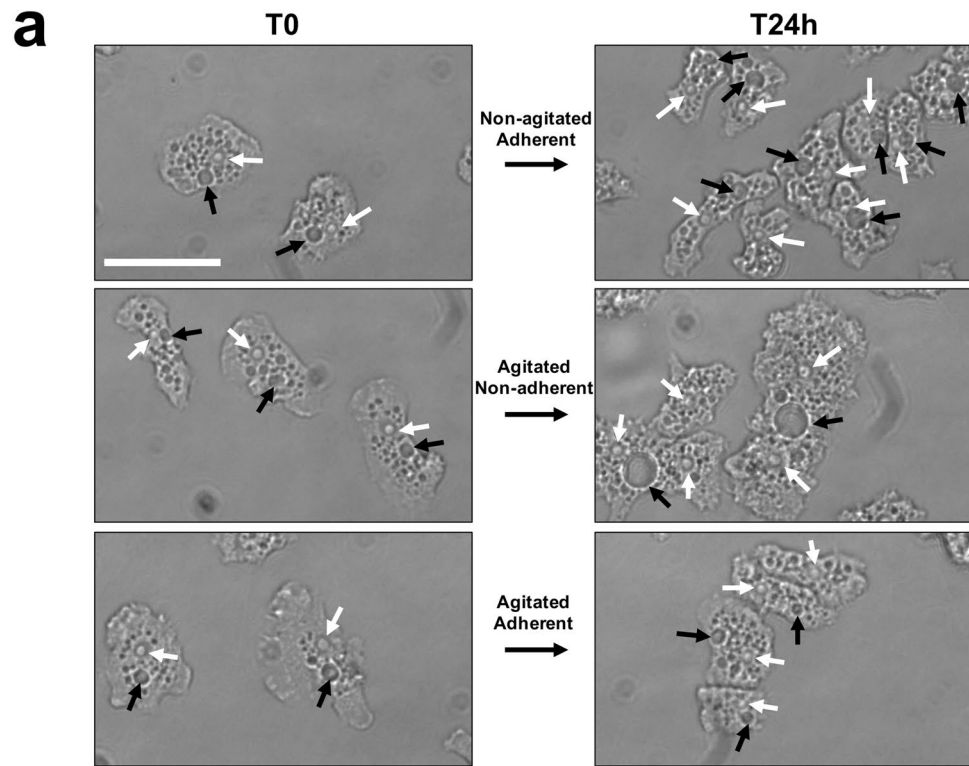 a
T0
T24h
Non-agitated
Adherent
Agitated
Non-adherent
Agitated
Adherent